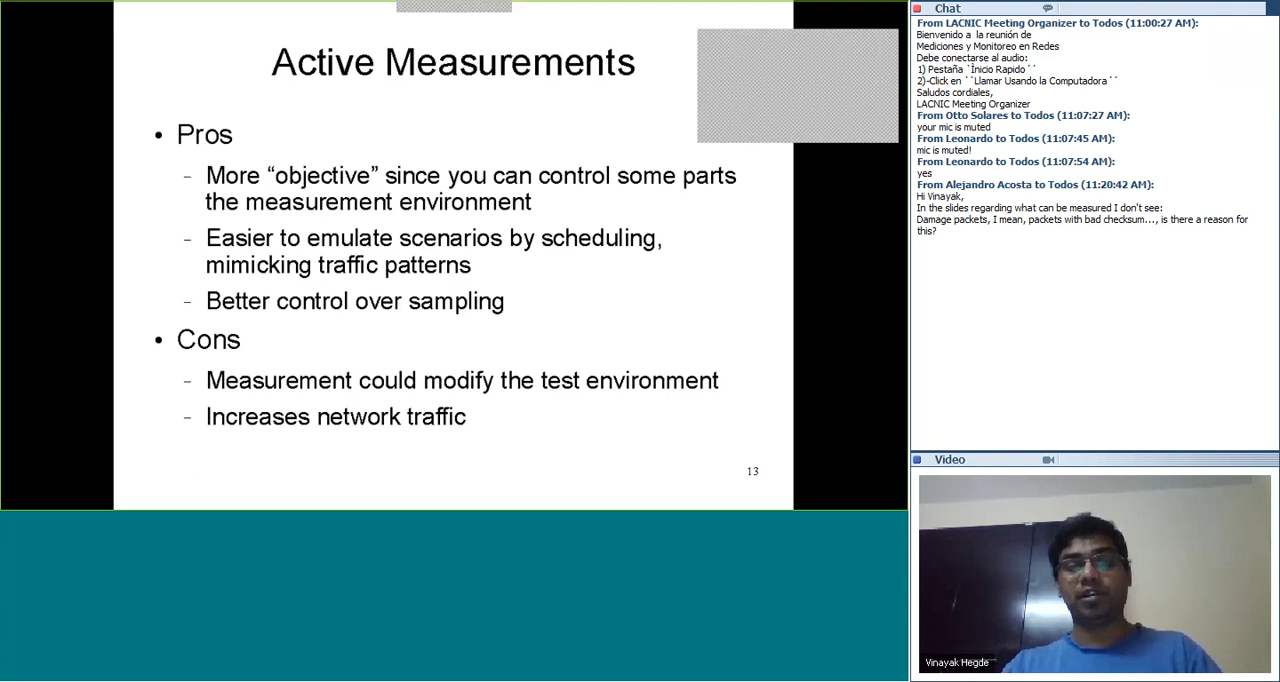 Active Measurements
• Pros
- More “objective” since you can control some parts
the measurement environment
- Easier to emulate scenarios by scheduling,
mimicking traffic patterns
- Better control over sampling
• Cons
- Measurement could modify the test environment
- Increases network traffic
13
Chat
From LACNIC Meeting Organizer to Todos (11:00:27 AM):
Bienvenido a la reunión de
Mediciones y Monitoreo en Redes
Debe conectarse al audio:
1) Pestaña `Ìnicio Rapido´´
2)-Click en ``Llamar Usando la Computadora´´
Saludos cordiales,
LACNIC Meeting Organizer
From Otto Solares to Todos (11:07:27 AM):
your mic is muted
From Leonardo to Todos (11:07:45 AM):
mic is muted!
From Leonardo to Todos (11:07:54 AM):
yes
From Alejandro Acosta to Todos (11:20:42 AM):
Hi Vinayak,
In the slides regarding what can be measured I don't see:
Damage packets, I mean, packets with bad checksum..., is there a reason for
this?
Video
Vinayak Hegde